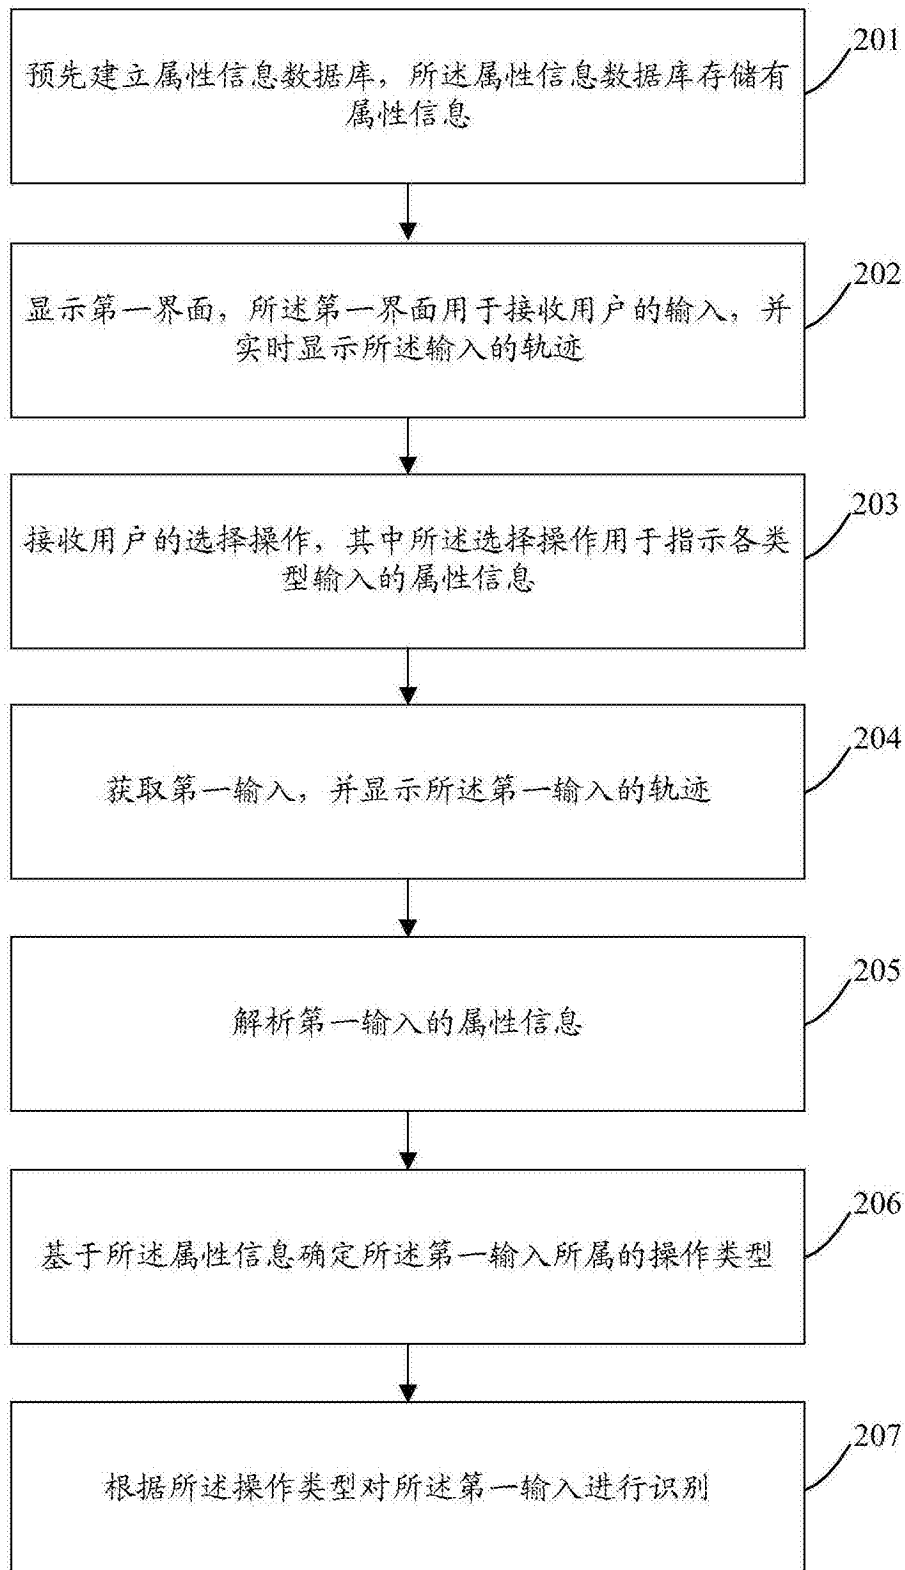 预先建立属性信息数据库，所述属性信息数据库存储有
属性信息
201
显示第一界面，所述第一界面用于接收用户的输入，并
实时显示所述输入的轨迹
202
接收用户的选择操作，其中所述选择操作用于指示各类
型输入的属性信息
203
获取第一输入，并显示所述第一输入的轨迹
204
解析第一输入的属性信息
205
基于所述属性信息确定所述第一输入所属的操作类型
206
根据所述操作类型对所述第一输入进行识别
207